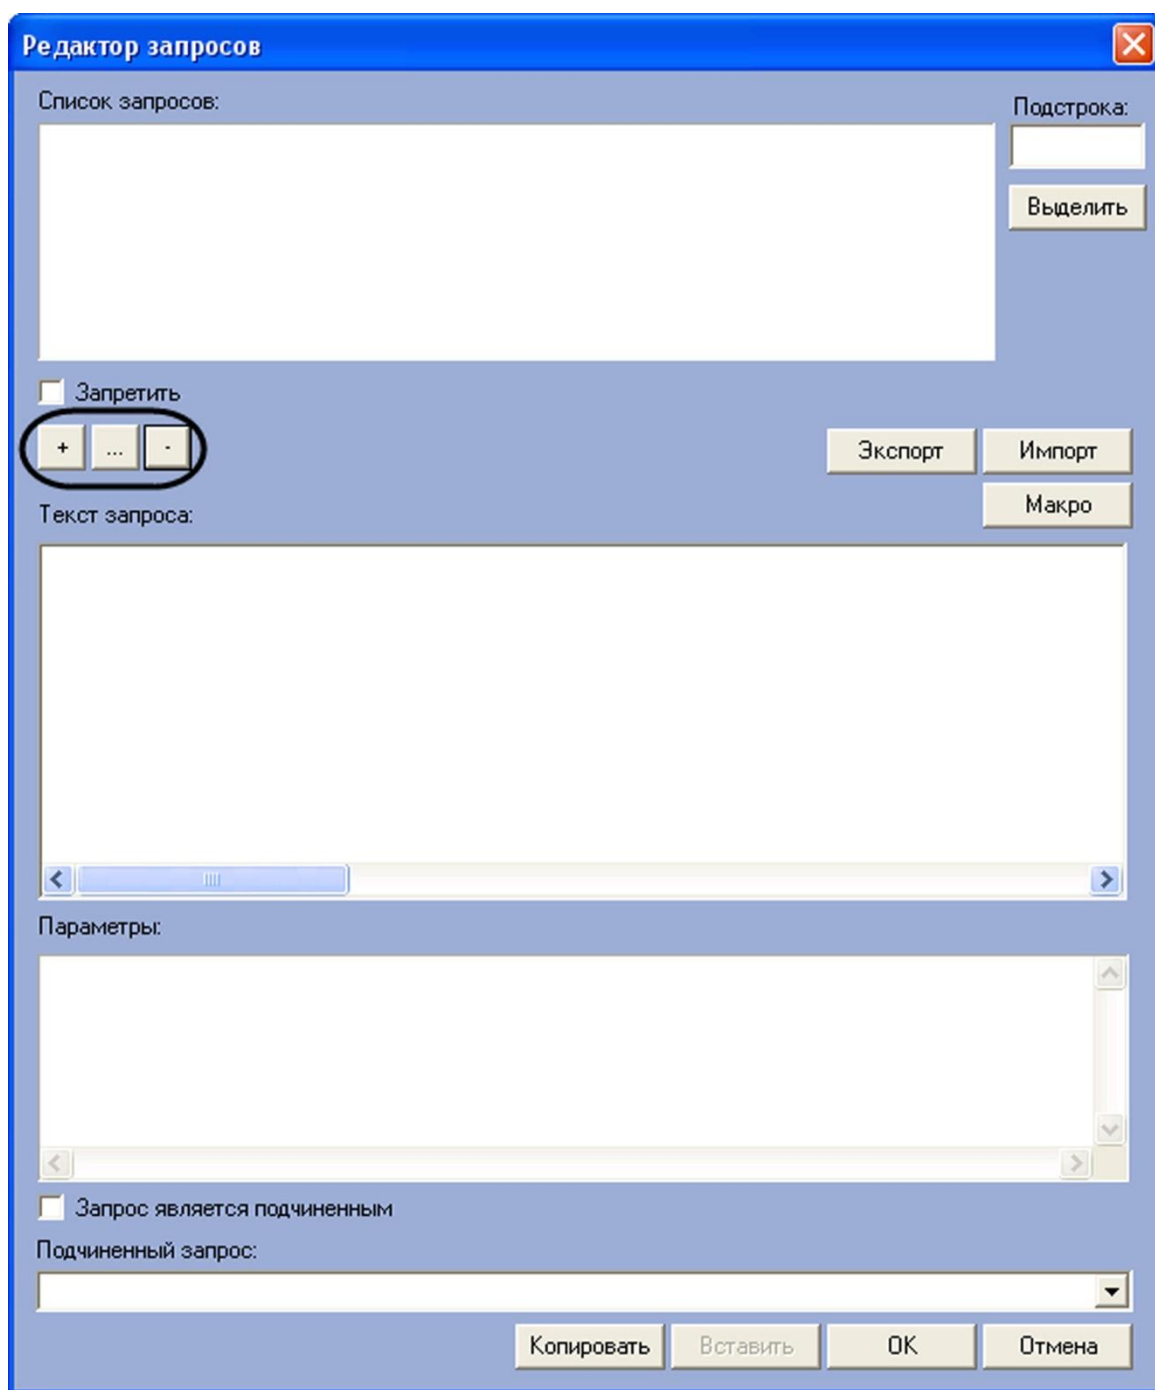 Редактор запросов
Список запросов:
Подстрока:
Выделить
Запретить
+ ... -
Экспорт Импорт
Макро
Текст запроса:
Параметры:
Запрос является подчиненным
Подчиненный запрос:
Копировать Вставить OK Отмена